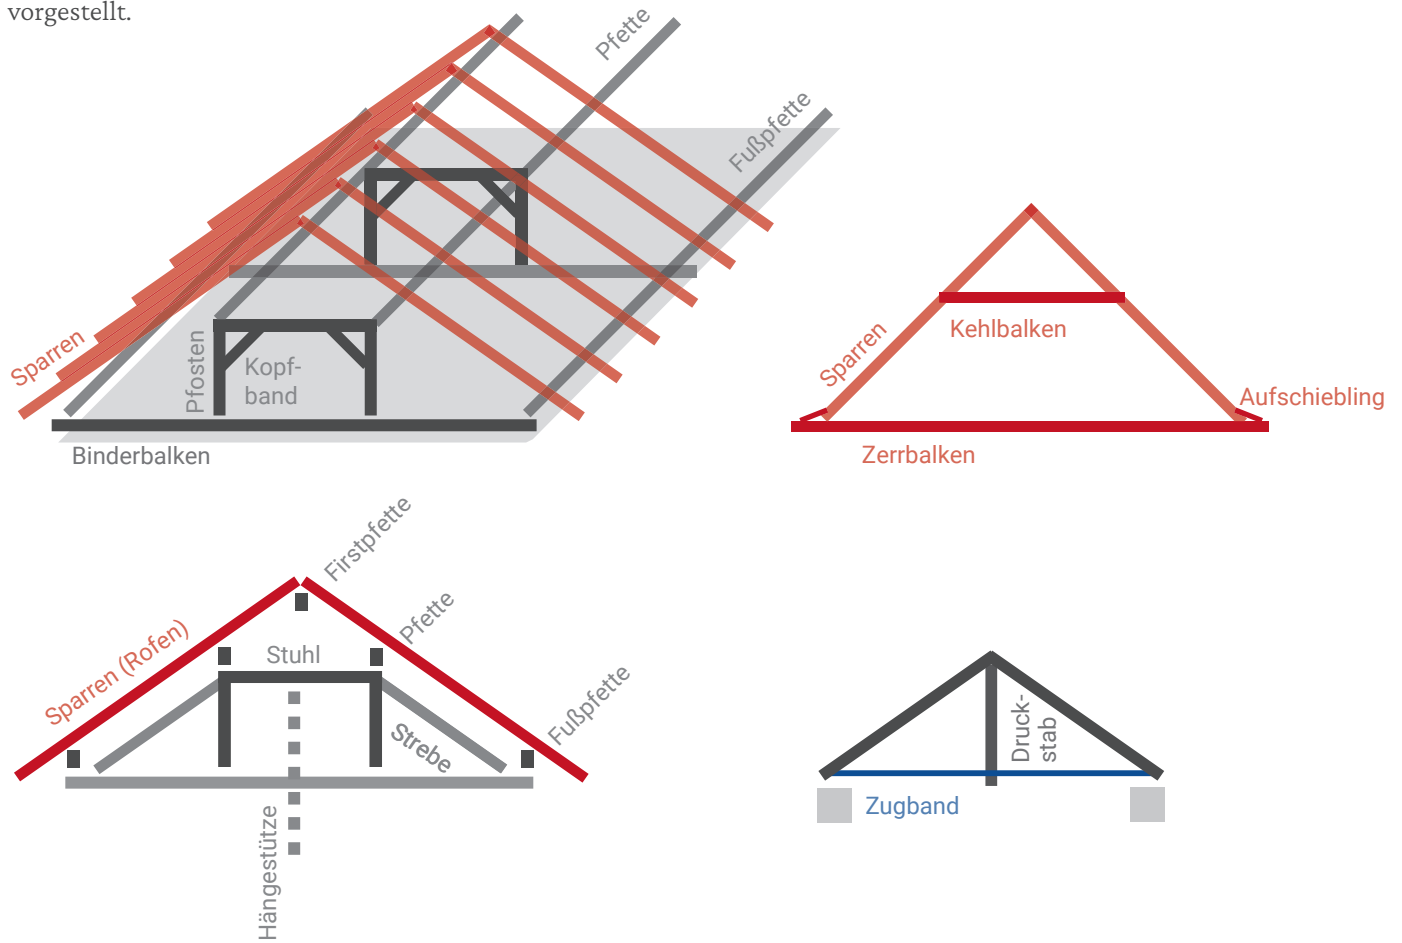 vorgestellt.
Pfette
Fußpfette
Sparren
Pfosten
Kopf-
band
Binderbalken
Sparren
Kehlbalken
Aufschiebling
Zerrbalken
Firstpfette
Pfette
Sparren (Rofen)
Stuhl
Fußpfette
Strebe
Hängestütze
Druck-
stab
Zugband